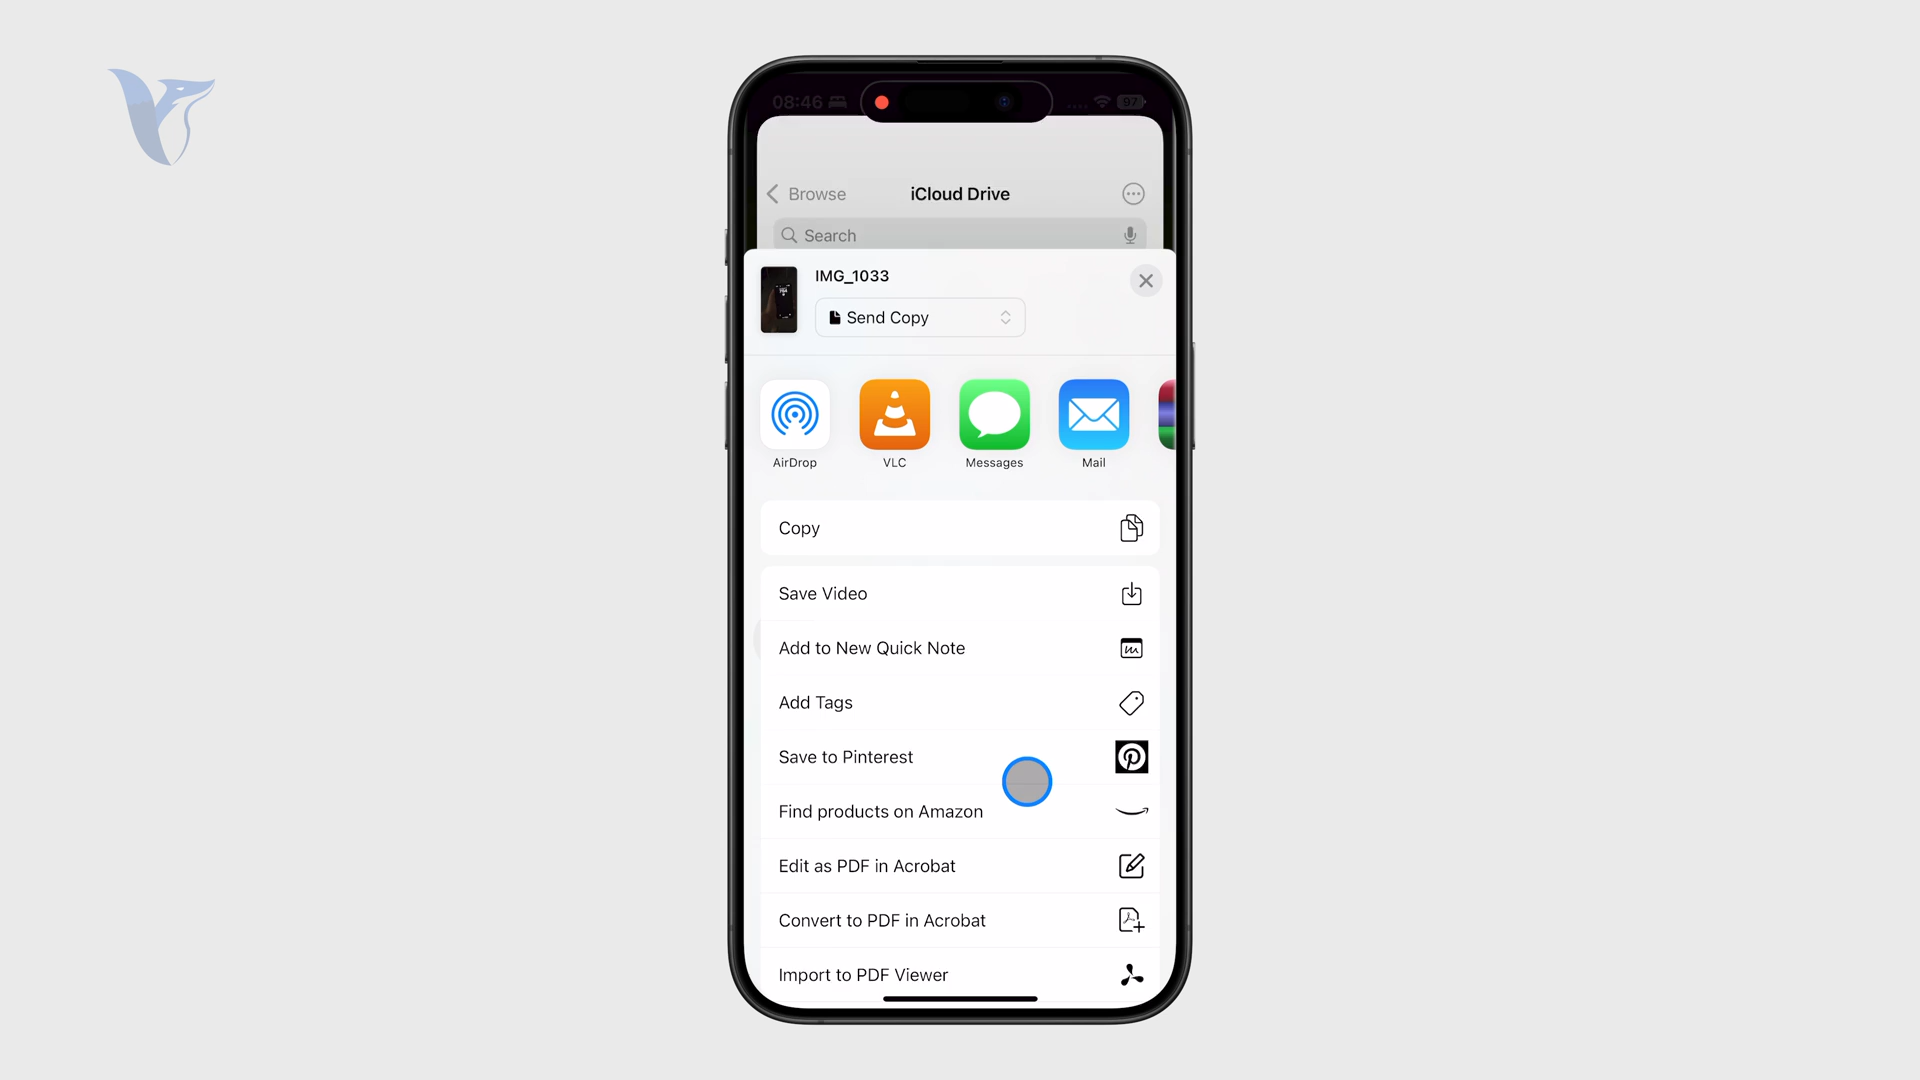 08:46
97
Browse
iCloud Drive
Search
IMG_1033
Send Copy
AirDrop
VLC
Messages
Mail
Copy
Save Video
Add to New Quick Note
Add Tags
Save to Pinterest
Find products on Amazon
Edit as PDF in Acrobat
Convert to PDF in Acrobat
Import to PDF Viewer